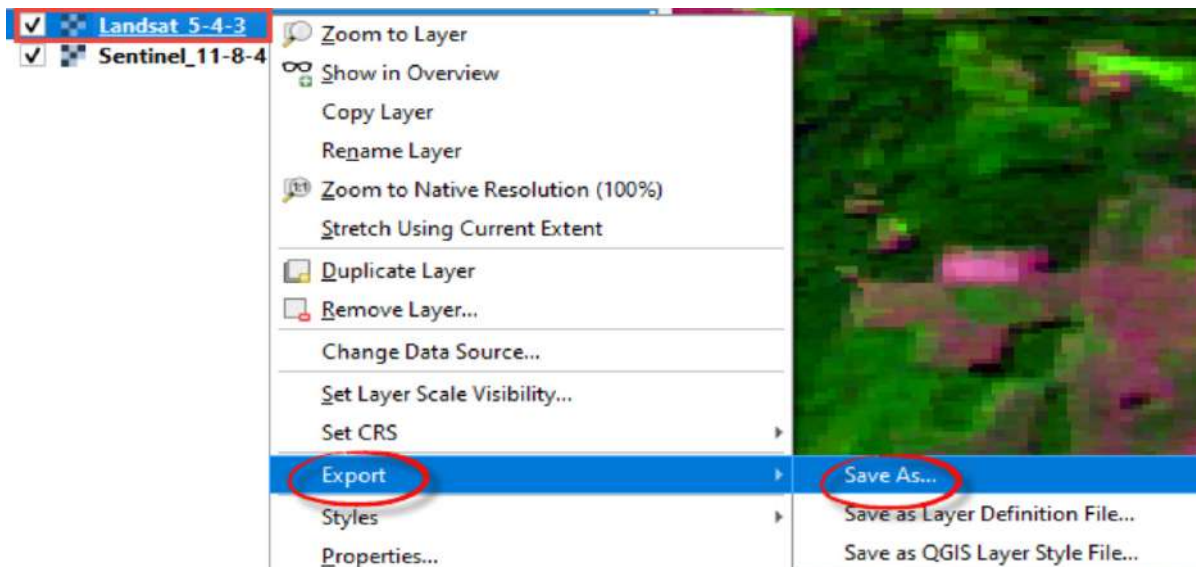 Landsat_5-4-3
Sentinel_11-8-4
Zoom to Layer
Show in Overview
Copy Layer
Rename Layer
Zoom to Native Resolution (100%)
Stretch Using Current Extent
Duplicate Layer
Remove Layer...
Change Data Source...
Set Layer Scale Visibility...
Set CRS
Export
Styles
Properties...
Save As...
Save as Layer Definition File...
Save as QGIS Layer Style File...